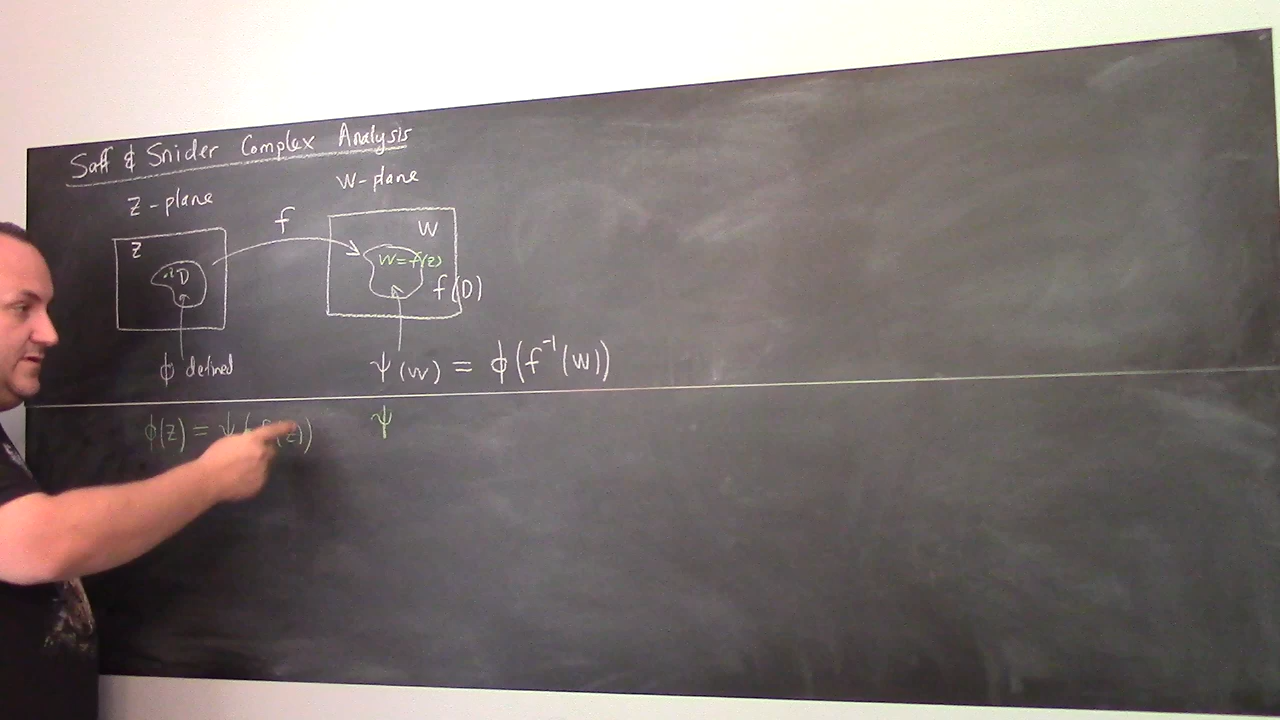 Saff & Snider Complex Analysis
Z-plane
W-plane
f
Z
W
D
W=f(z)
f(D)
ϕ defined
ψ(w) = ϕ(f⁻¹(w))
ϕ(z) = ψ(f(z))
ψ